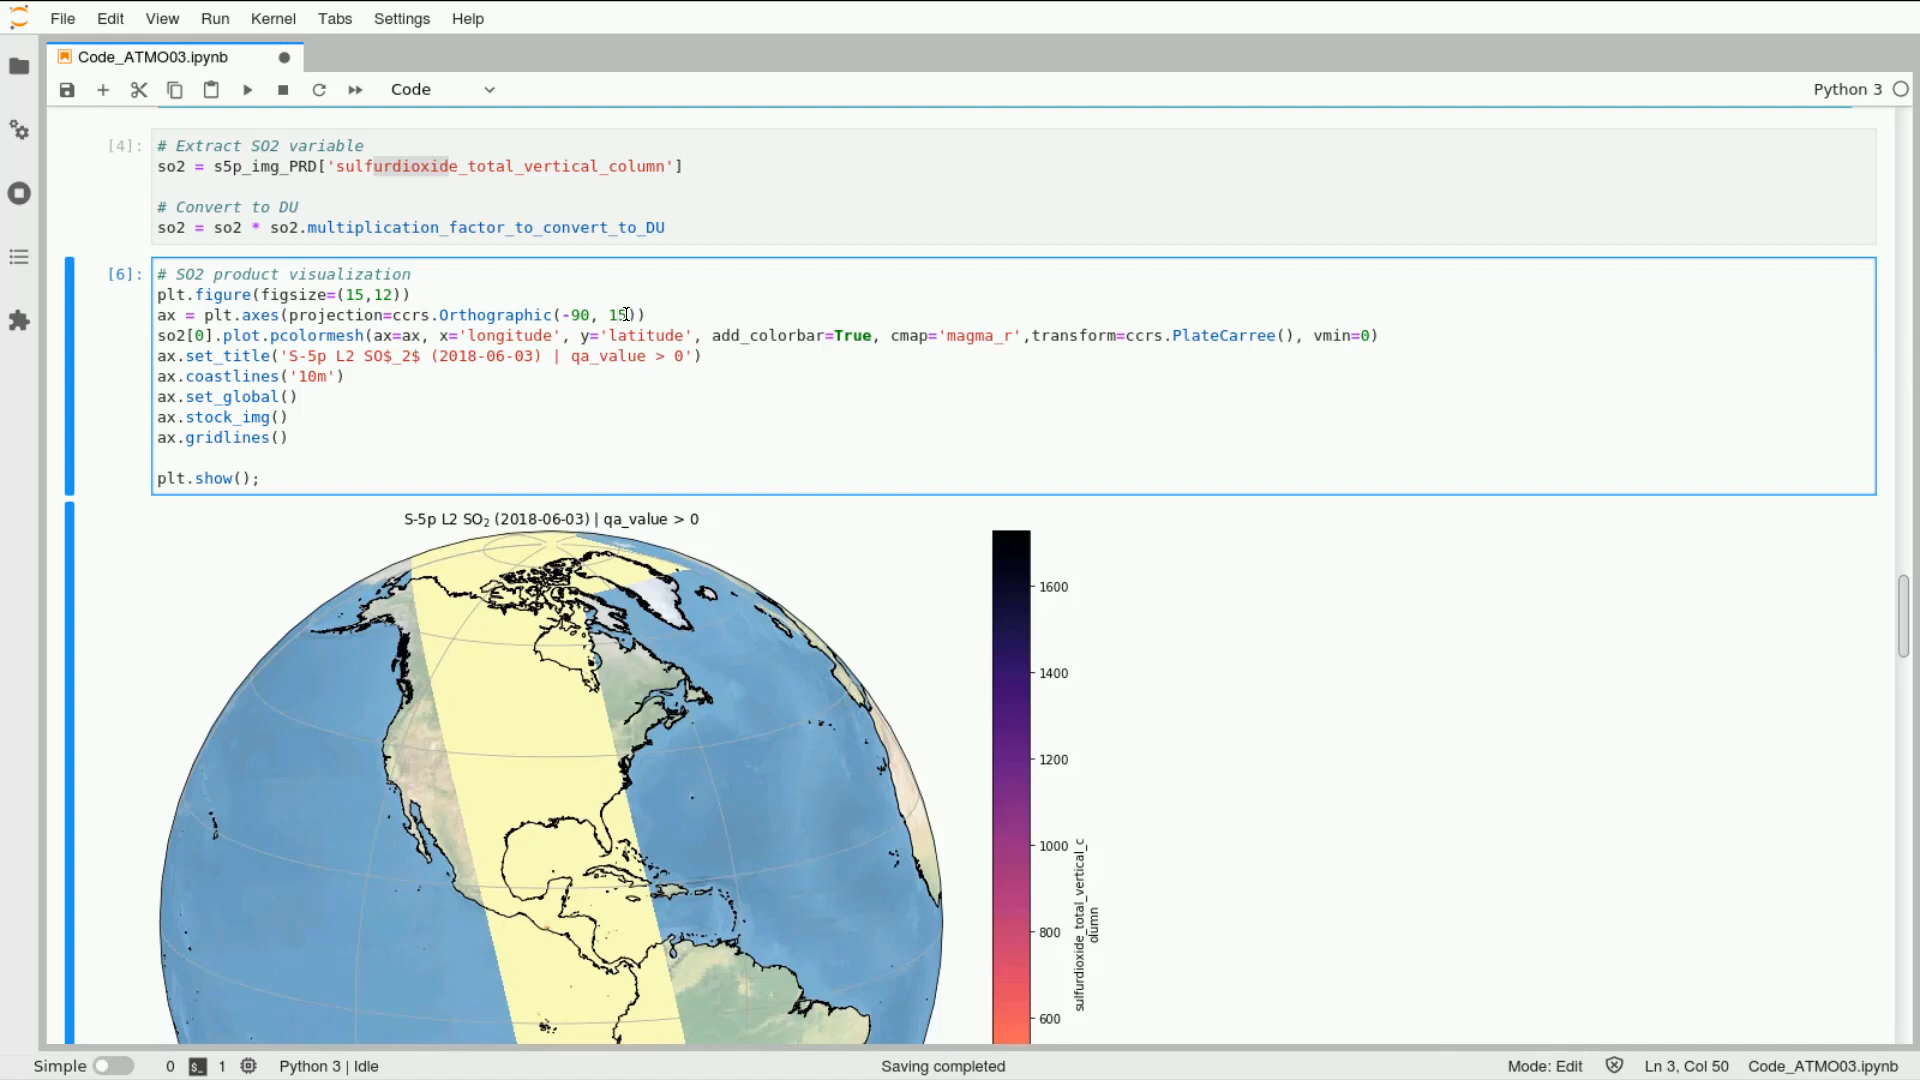 File Edit View Run Kernel Tabs Settings Help
Code_ATMO03.ipynb
Code
Python 3
[4]:
# Extract SO2 variable
so2 = s5p_img_PRD['sulfurdioxide_total_vertical_column']
# Convert to DU
so2 = so2 * so2.multiplication_factor_to_convert_to_DU
[6]:
# SO2 product visualization
plt.figure(figsize=(15,12))
ax = plt.axes(projection=ccrs.Orthographic(-90, 15))
so2[0].plot.pcolormesh(ax=ax, x='longitude', y='latitude', add_colorbar=True, cmap='magma_r',transform=ccrs.PlateCarree(), vmin=0)
ax.set_title('S-5p L2 SO$_2$ (2018-06-03) | qa_value > 0')
ax.coastlines('10m')
ax.set_global()
ax.stock_img()
ax.gridlines()
plt.show();
S-5p L2 SO₂ (2018-06-03) | qa_value > 0
1600
1400
1200
1000
800
600
sulfurdioxide_total_vertical_c
olumn
Simple 0 $_ 1 Python 3 | Idle Saving completed Mode: Edit Ln 3, Col 50 Code_ATMO03.ipynb